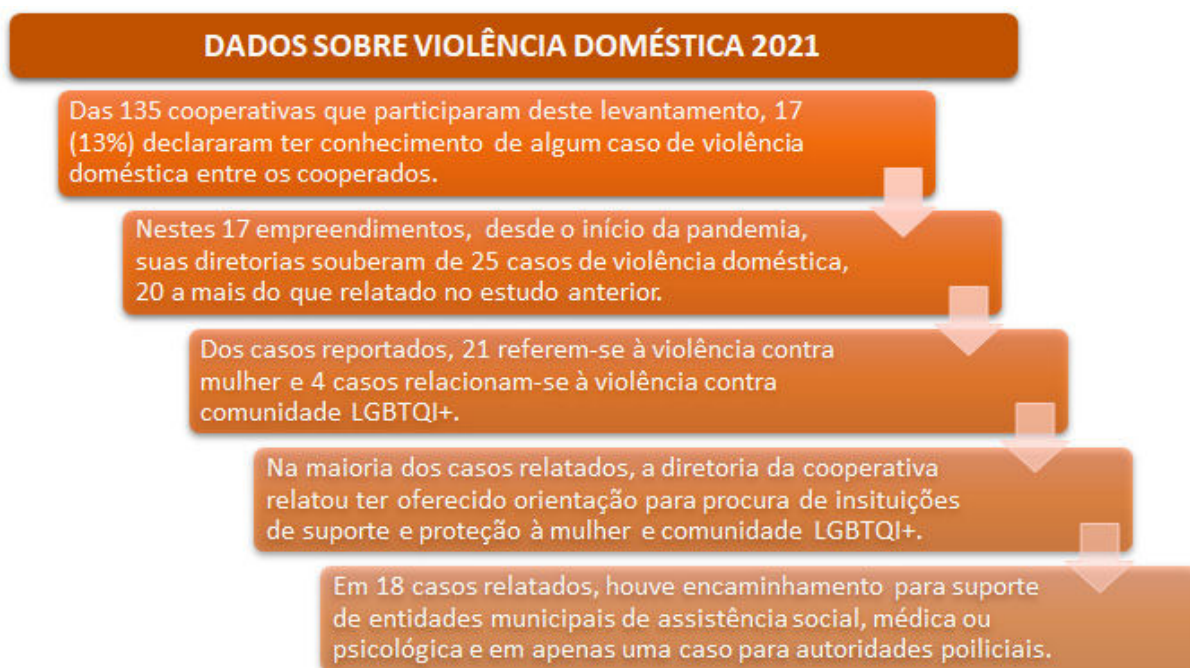 DADOS SOBRE VIOLÊNCIA DOMÉSTICA 2021
Das 135 cooperativas que participaram deste levantamento, 17
(13%) declararam ter conhecimento de algum caso de violência
doméstica entre os cooperados.
Nestes 17 empreendimentos, desde o início da pandemia,
suas diretorias souberam de 25 casos de violência doméstica,
20 a mais do que relatado no estudo anterior.
Dos casos reportados, 21 referem-se à violência contra
mulher e 4 casos relacionam-se à violência contra
comunidade LGBTQI+.
Na maioria dos casos relatados, a diretoria da cooperativa
relatou ter oferecido orientação para procura de insituições
de suporte e proteção à mulher e comunidade LGBTQI+.
Em 18 casos relatados, houve encaminhamento para suporte
de entidades municipais de assistência social, médica ou
psicológica e em apenas uma caso para autoridades poiliciais.